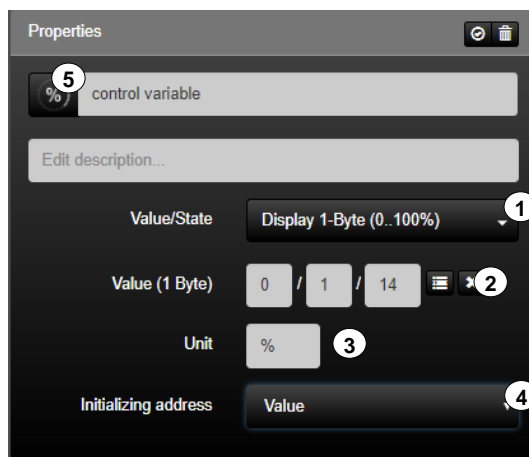 Properties
% 5 control variable
Edit description...
Value/State Display 1-Byte (0..100%) 1
Value (1 Byte) 0 / 1 / 14 2
Unit % 3
Initializing address Value 4